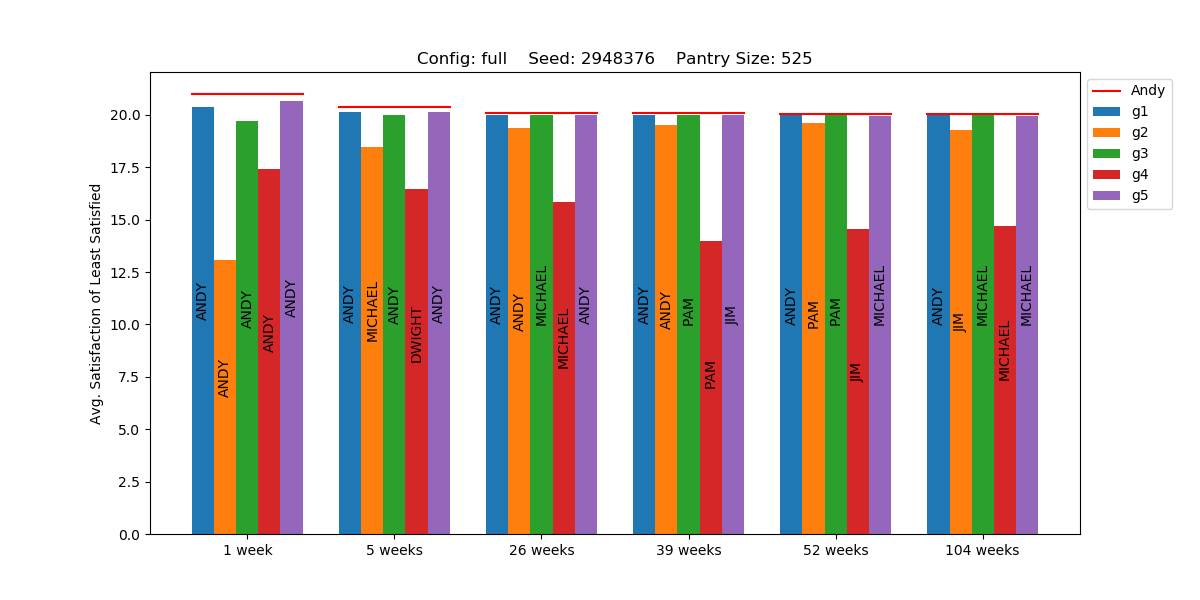 Config: full    Seed: 2948376    Pantry Size: 525
Avg. Satisfaction of Least Satisfied
20.0
17.5
15.0
12.5
10.0
7.5
5.0
2.5
0.0
ANDY
ANDY
ANDY
ANDY
ANDY
ANDY
MICHAEL
ANDY
DWIGHT
ANDY
ANDY
ANDY
MICHAEL
MICHAEL
ANDY
ANDY
ANDY
PAM
PAM
JIM
ANDY
PAM
PAM
JIM
MICHAEL
ANDY
JIM
MICHAEL
MICHAEL
MICHAEL
1 week
5 weeks
26 weeks
39 weeks
52 weeks
104 weeks
Andy
g1
g2
g3
g4
g5